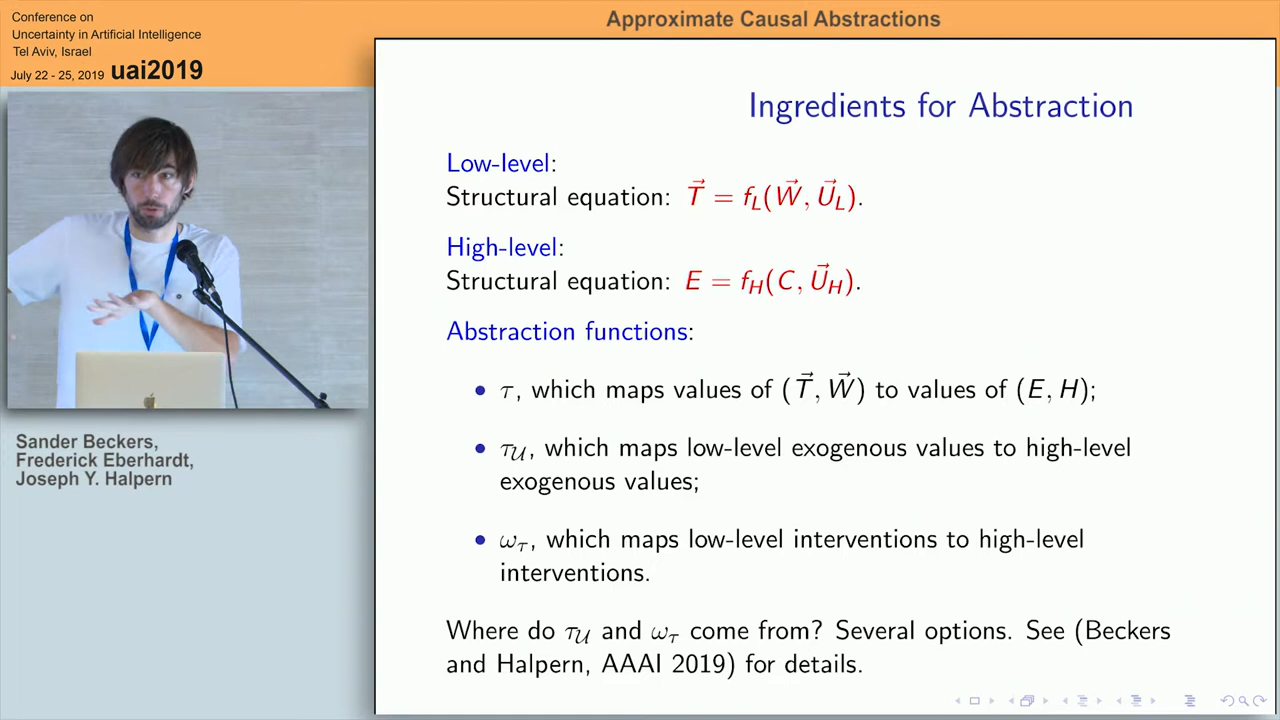 Conference on
Uncertainty in Artificial Intelligence
Tel Aviv, Israel
July 22 - 25, 2019 uai2019
Approximate Causal Abstractions
Sander Beckers,
Frederick Eberhardt,
Joseph Y. Halpern
Ingredients for Abstraction
Low-level:
Structural equation: T⃗ = f_L(W⃗, U⃗_L).
High-level:
Structural equation: E = f_H(C, U⃗_H).
Abstraction functions:
• τ, which maps values of (T⃗, W⃗) to values of (E, H);
• τ_𝒰, which maps low-level exogenous values to high-level
exogenous values;
• ω_τ, which maps low-level interventions to high-level
interventions.
Where do τ_𝒰 and ω_τ come from? Several options. See (Beckers
and Halpern, AAAI 2019) for details.